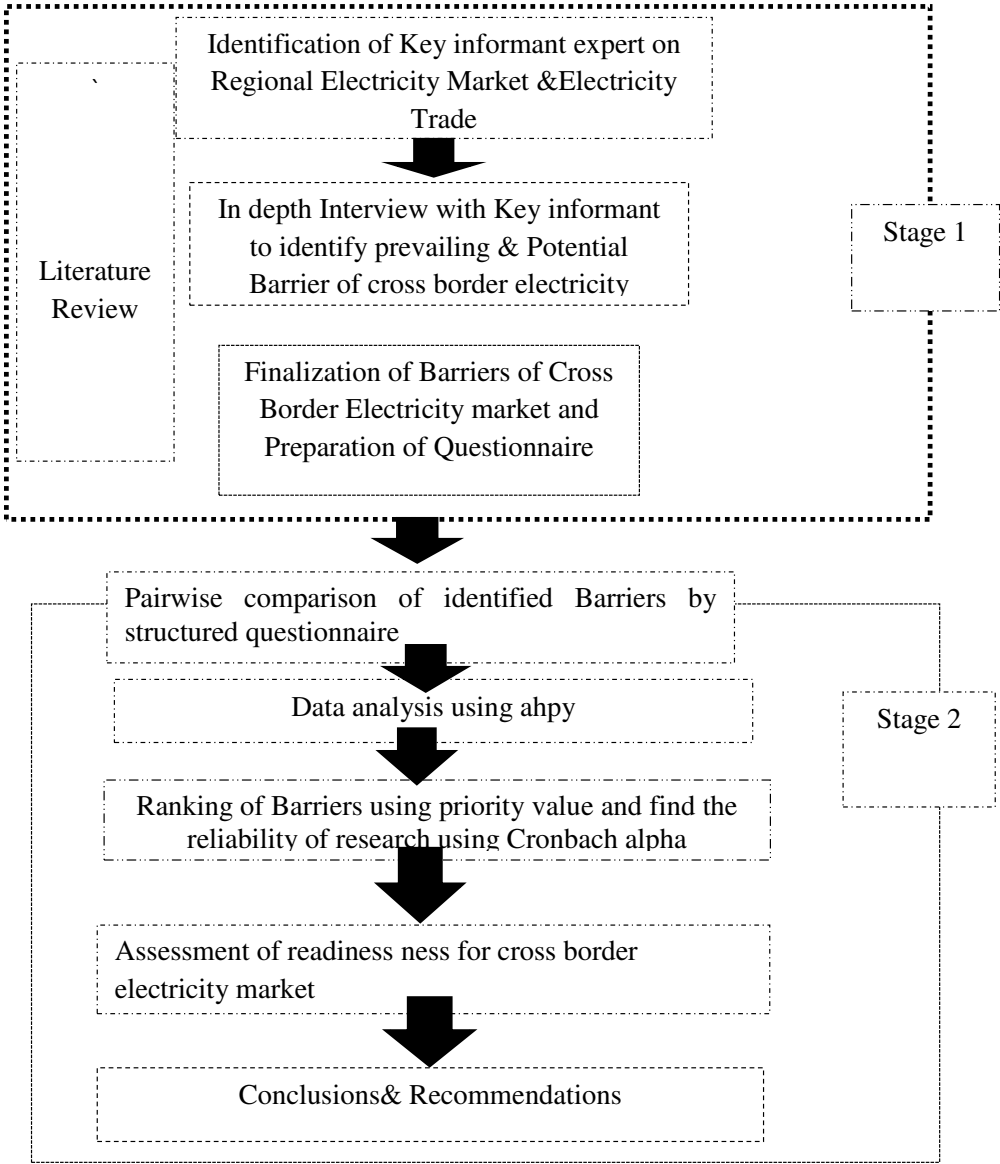 Identification of Key informant expert on
Regional Electricity Market &Electricity
Trade
`
Literature
Review
In depth Interview with Key informant
to identify prevailing & Potential
Barrier of cross border electricity
Stage 1
Finalization of Barriers of Cross
Border Electricity market and
Preparation of Questionnaire
Pairwise comparison of identified Barriers by
structured questionnaire
Data analysis using ahpy
Stage 2
Ranking of Barriers using priority value and find the
reliability of research using Cronbach alpha
Assessment of readiness ness for cross border
electricity market
Conclusions& Recommendations